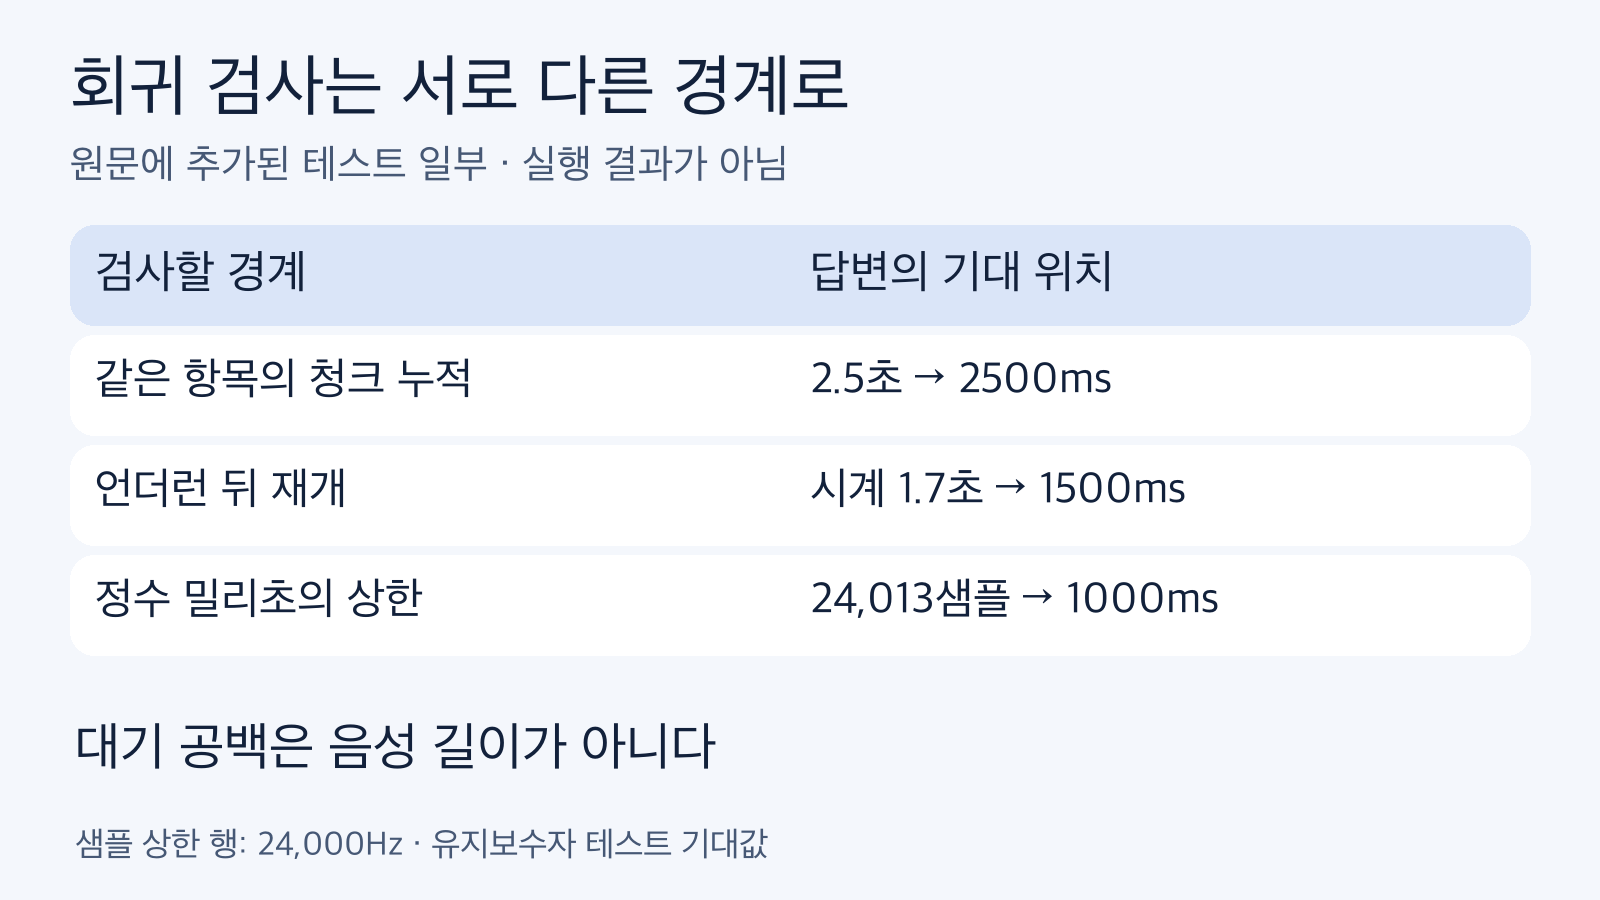 회귀 검사는 서로 다른 경계로
원문에 추가된 테스트 일부 · 실행 결과가 아님
검사할 경계 답변의 기대 위치
같은 항목의 청크 누적 2.5초 → 2500ms
언더런 뒤 재개 시계 1.7초 → 1500ms
정수 밀리초의 상한 24,013샘플 → 1000ms
대기 공백은 음성 길이가 아니다
샘플 상한 행: 24,000Hz · 유지보수자 테스트 기대값